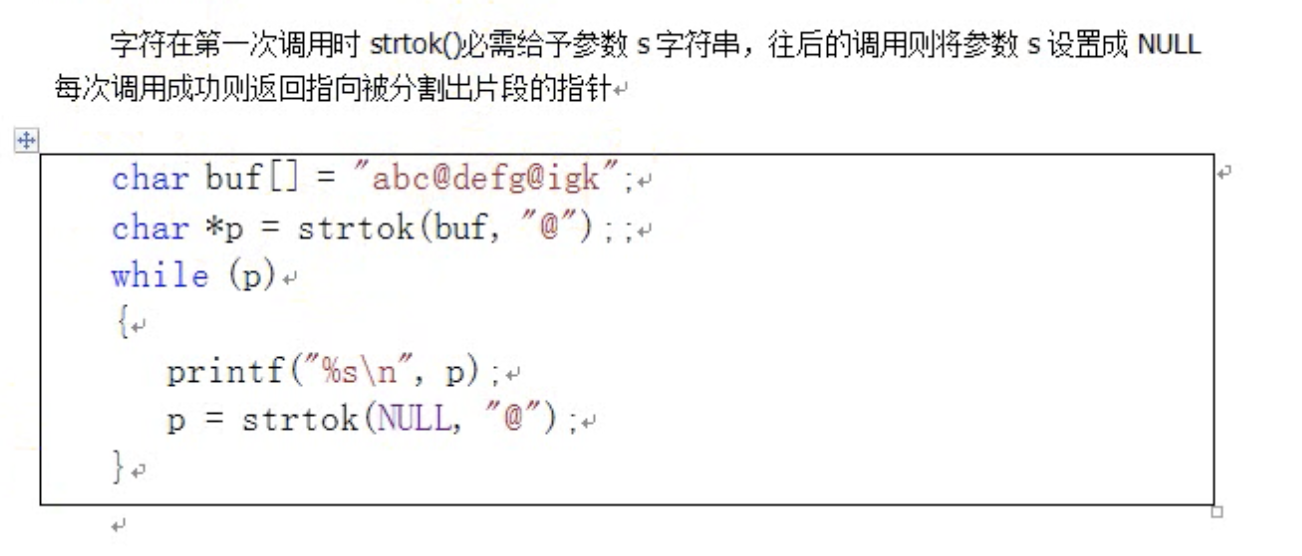 字符在第一次调用时 strtok()必需给予参数 s 字符串，往后的调用则将参数 s 设置成 NULL
每次调用成功则返回指向被分割出片段的指针↵
char buf[] = "abc@defg@igk";↵
char *p = strtok(buf, "@");;↵
while (p)↵
{↵
printf("%s\n", p);↵
p = strtok(NULL, "@");↵
}↵